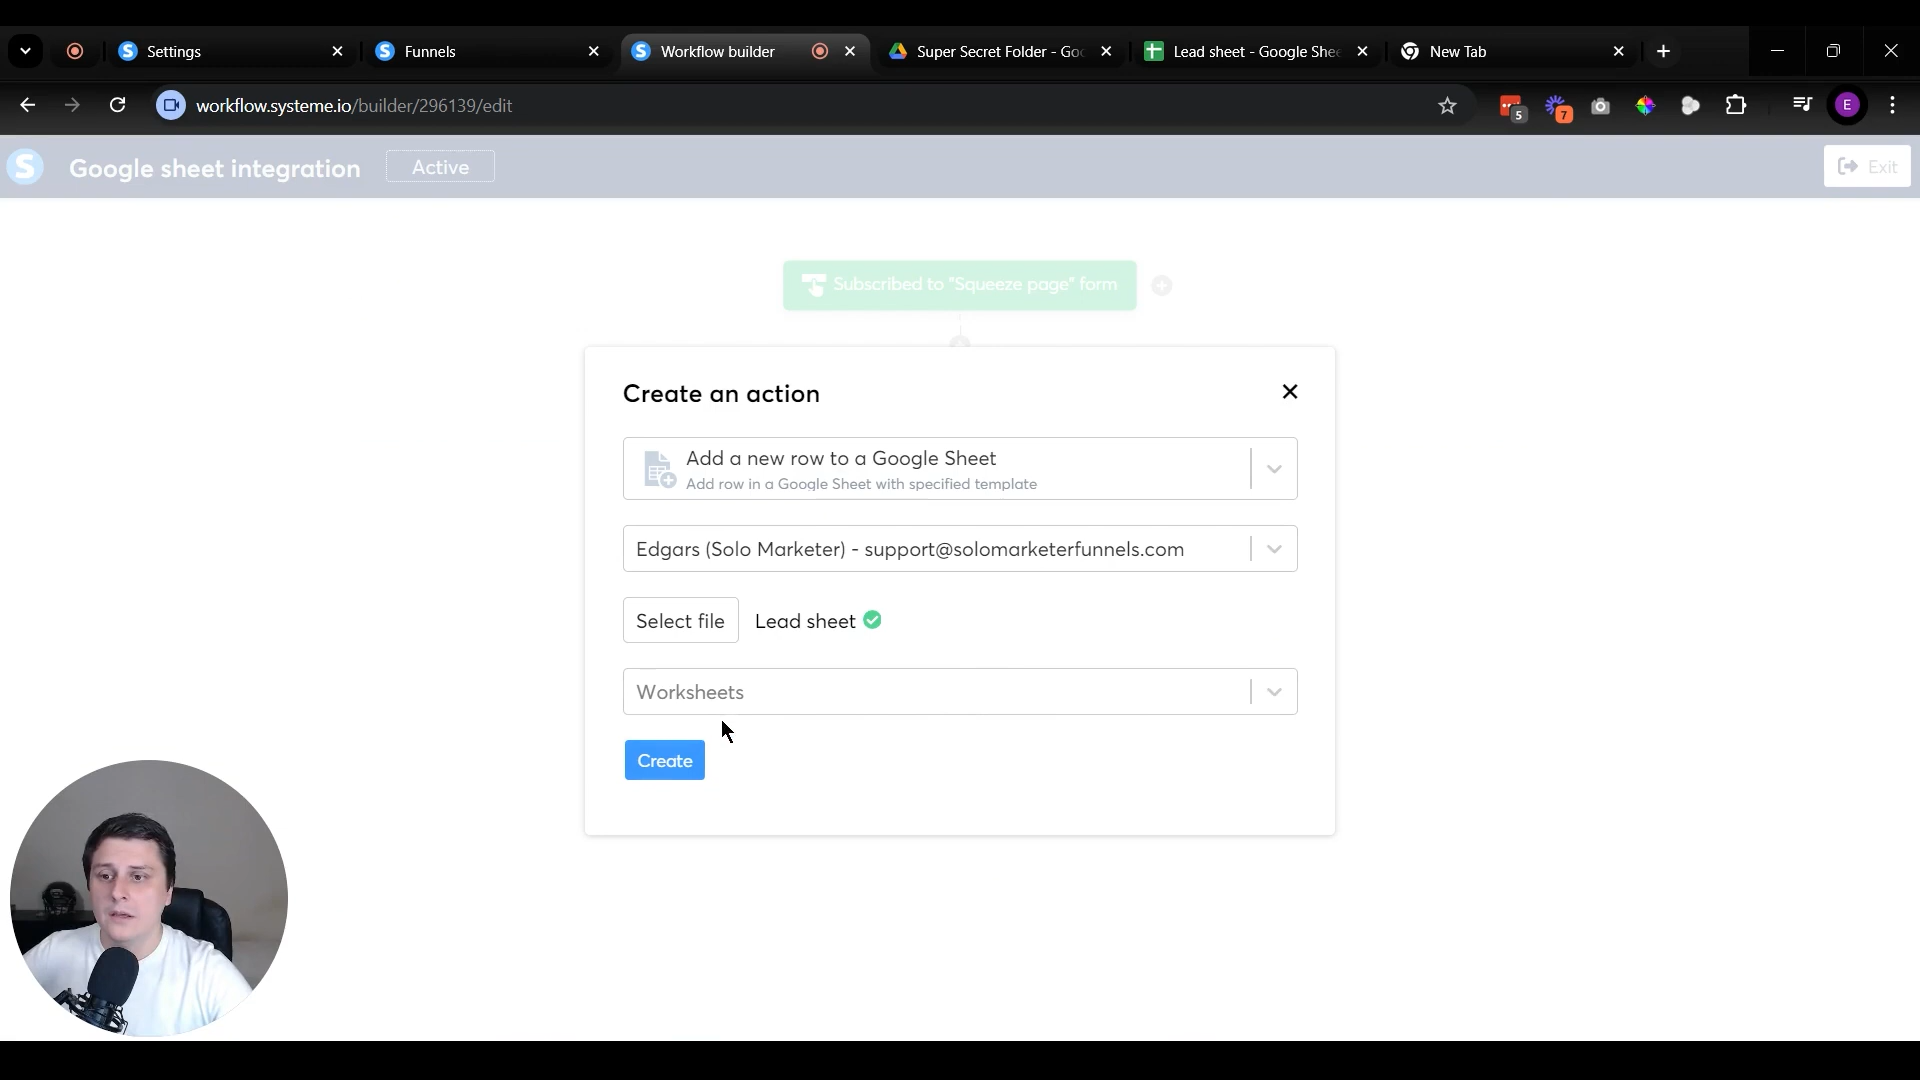 Settings
Funnels
Workflow builder
Super Secret Folder - Goo
Lead sheet - Google Shee
New Tab
workflow.systeme.io/builder/296139/edit
5
7
E
S
Google sheet integration
Active
Exit
Subscribed to "Squeeze page" form
Create an action
Add a new row to a Google Sheet
Add row in a Google Sheet with specified template
Edgars (Solo Marketer) - support@solomarketerfunnels.com
Select file
Lead sheet
Worksheets
Create